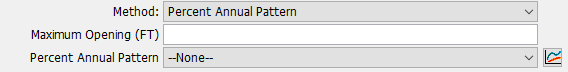 Method: Percent Annual Pattern
Maximum Opening (FT)
Percent Annual Pattern --None--